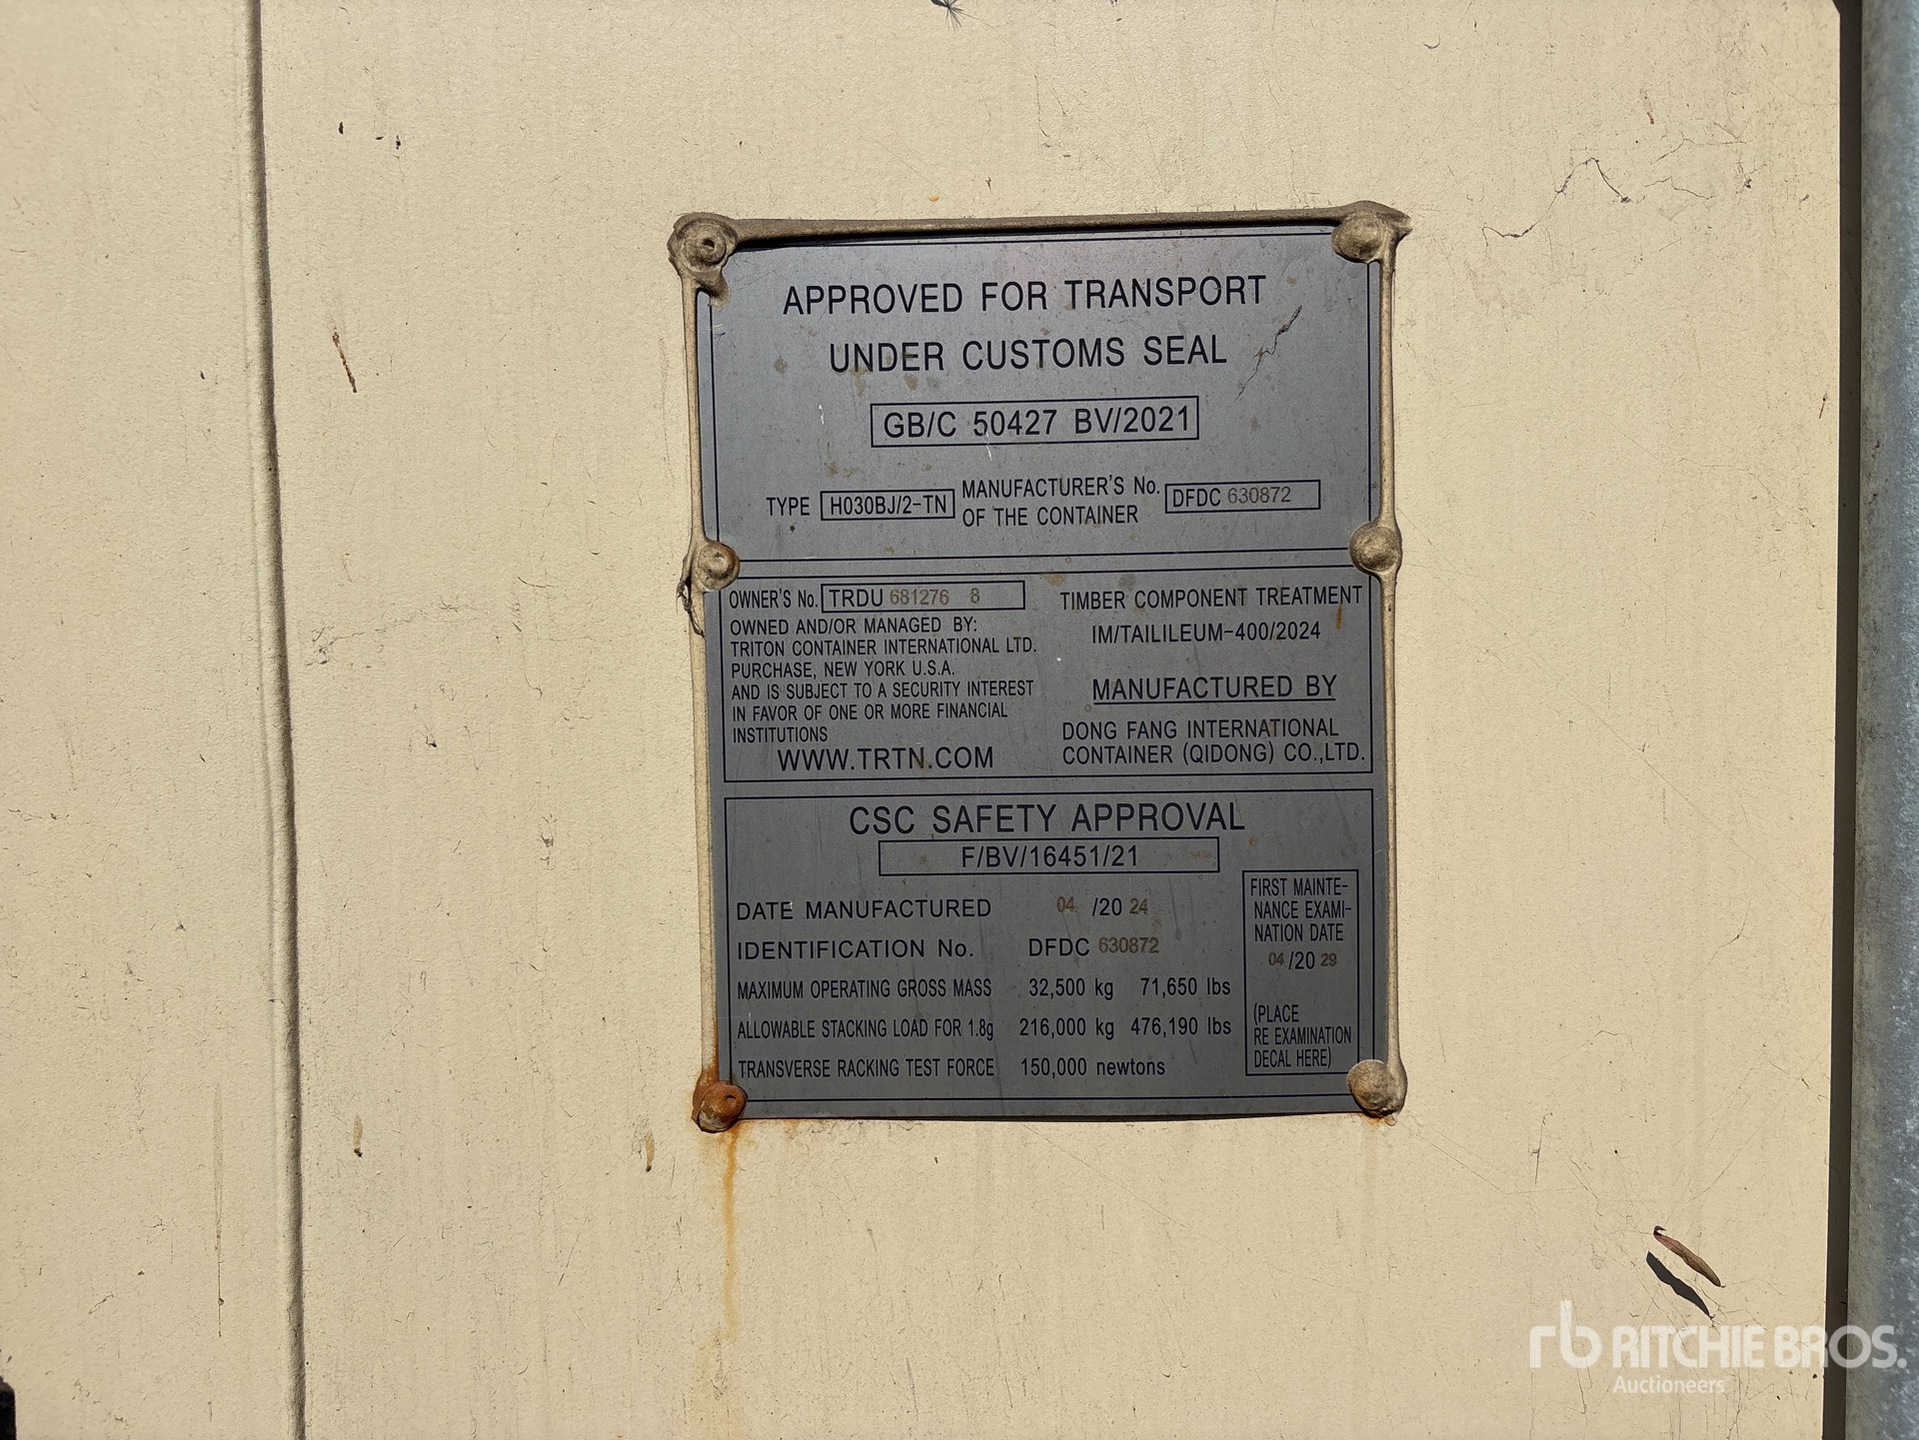 APPROVED FOR TRANSPORT
UNDER CUSTOMS SEAL
GB/C 50427 BV/2021
TYPE H030BJ/2-TN MANUFACTURER'S No. DFDC 630872
OF THE CONTAINER
OWNER'S No. TRDU 681276 8
OWNED AND/OR MANAGED BY:
TRITON CONTAINER INTERNATIONAL LTD.
PURCHASE, NEW YORK U.S.A.
AND IS SUBJECT TO A SECURITY INTEREST
IN FAVOR OF ONE OR MORE FINANCIAL
INSTITUTIONS
WWW.TRTN.COM
TIMBER COMPONENT TREATMENT
IM/TAILILEUM-400/2024
MANUFACTURED BY
DONG FANG INTERNATIONAL
CONTAINER (QIDONG) CO.,LTD.
CSC SAFETY APPROVAL
F/BV/16451/21
DATE MANUFACTURED 04 /20 24
IDENTIFICATION No. DFDC 630872
MAXIMUM OPERATING GROSS MASS 32,500 kg 71,650 lbs
ALLOWABLE STACKING LOAD FOR 1.8g 216,000 kg 476,190 lbs
TRANSVERSE RACKING TEST FORCE 150,000 newtons
FIRST MAINTE-
NANCE EXAMI-
NATION DATE
04 /20 29
(PLACE
RE EXAMINATION
DECAL HERE)
rb RITCHIE BROS.
Auctioneers